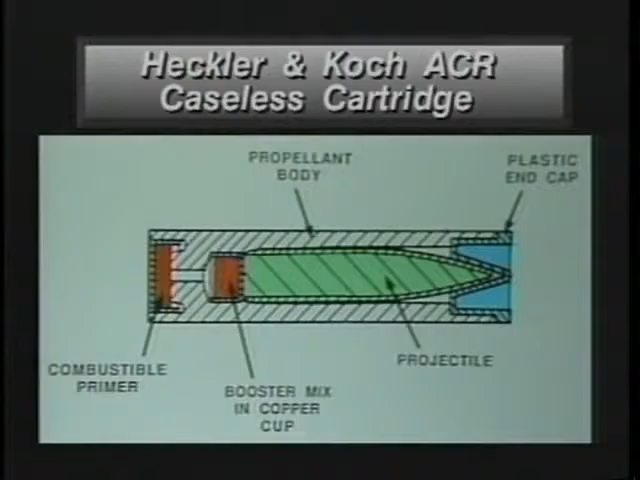 Heckler & Koch ACR
Caseless Cartridge
PROPELLANT
BODY
PLASTIC
END CAP
COMBUSTIBLE
PRIMER
BOOSTER MIX
IN COPPER
CUP
PROJECTILE